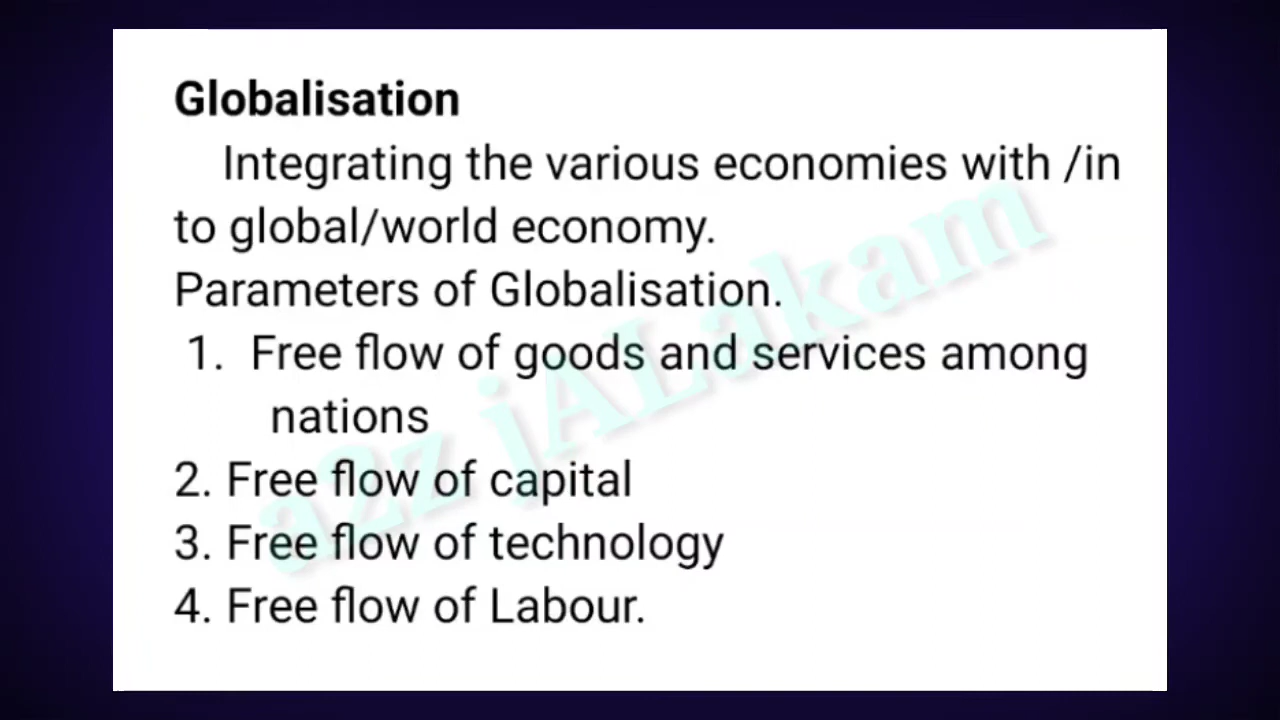 Globalisation
Integrating the various economies with /in
to global/world economy.
Parameters of Globalisation.
1. Free flow of goods and services among
nations
2. Free flow of capital
3. Free flow of technology
4. Free flow of Labour.
a2z jALakam